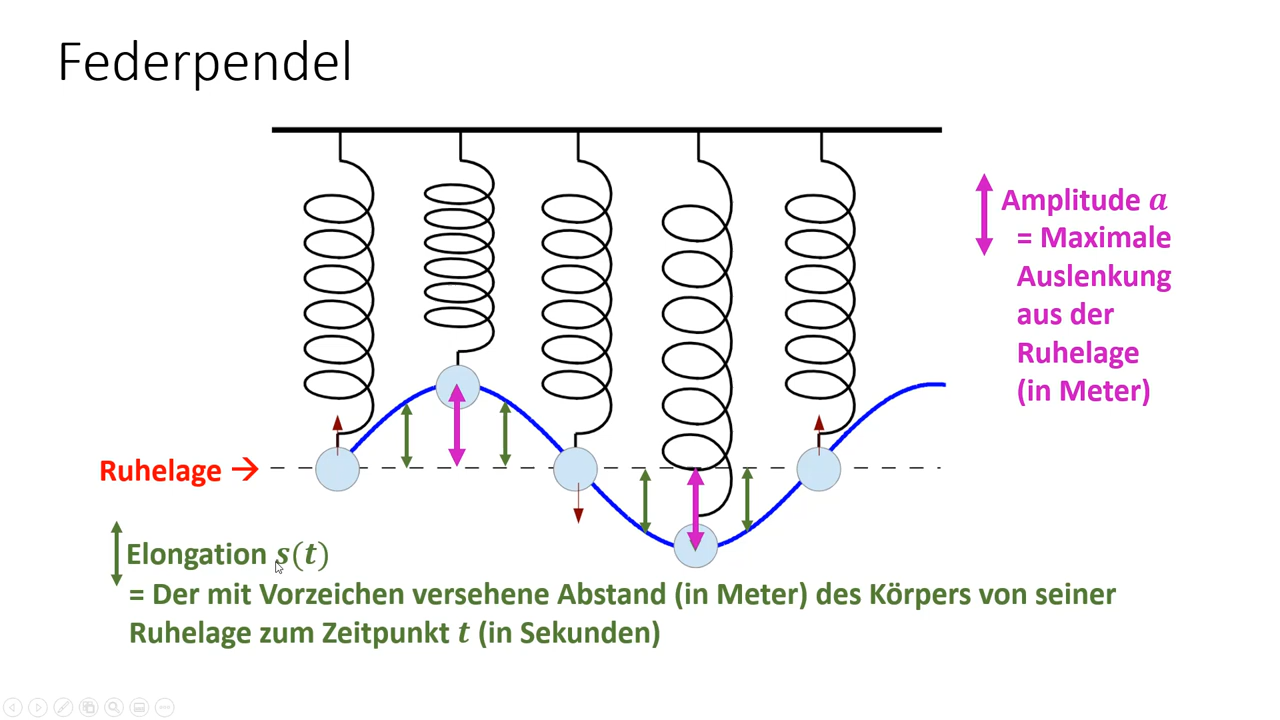 Federpendel
Amplitude a
= Maximale
Auslenkung
aus der
Ruhelage
(in Meter)
Ruhelage →
Elongation s(t)
= Der mit Vorzeichen versehene Abstand (in Meter) des Körpers von seiner
Ruhelage zum Zeitpunkt t (in Sekunden)